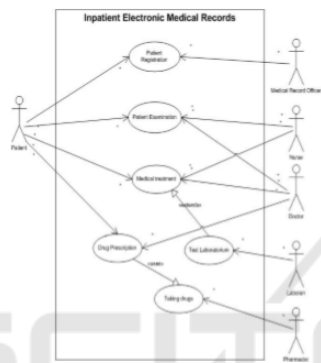 Inpatient Electronic Medical Records
Patient
Registration
Medical Record Officer
Patient Examination
Patient
Nurse
Medical treatment
Doctor
Drug Prescription
Test Laboratorium
Taking drugs
Laboran
Pharmacist